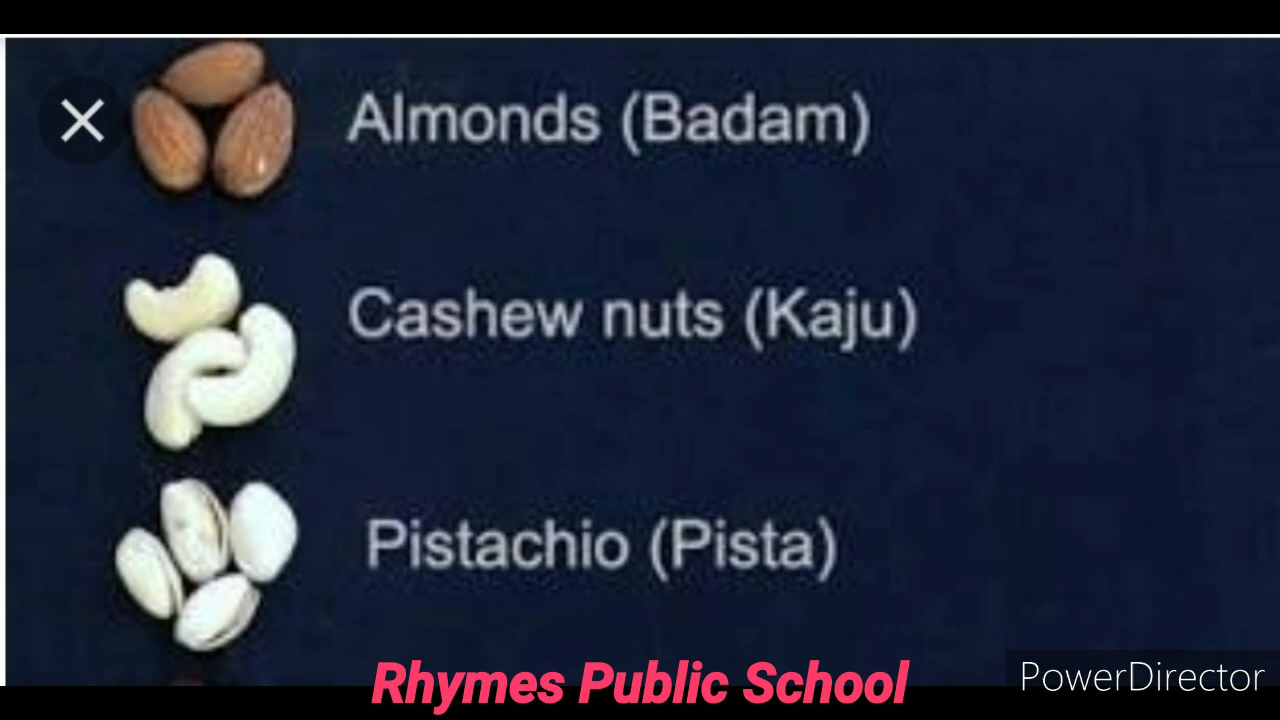 Almonds (Badam)
Cashew nuts (Kaju)
Pistachio (Pista)
Rhymes Public School
PowerDirector